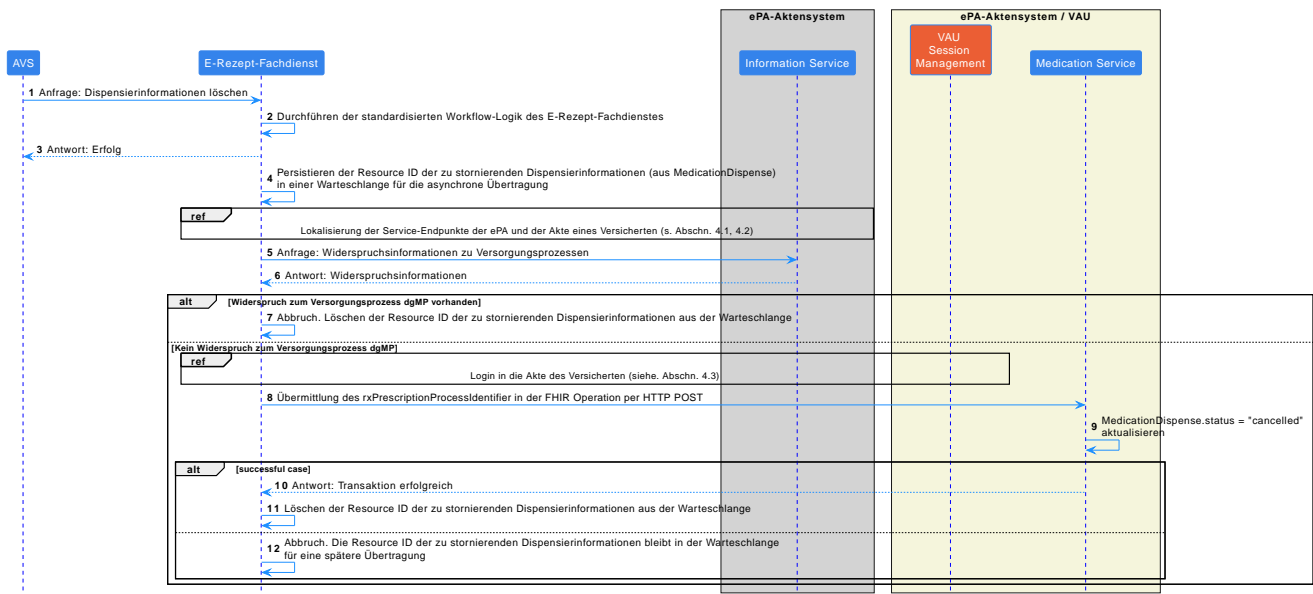 ePA-Aktensystem
ePA-Aktensystem / VAU
AVS
E-Rezept-Fachdienst
Information Service
VAU
Session
Management
Medication Service
1 Anfrage: Dispensierinformationen löschen
2 Durchführen der standardisierten Workflow-Logik des E-Rezept-Fachdienstes
3 Antwort: Erfolg
4 Persistieren der Resource ID der zu stornierenden Dispensierinformationen (aus MedicationDispense)
in einer Warteschlange für die asynchrone Übertragung
ref
Lokalisierung der Service-Endpunkte der ePA und der Akte eines Versicherten (s. Abschn. 4.1, 4.2)
5 Anfrage: Widerspruchsinformationen zu Versorgungsprozessen
6 Antwort: Widerspruchsinformationen
alt [Widerspruch zum Versorgungsprozess dgMP vorhanden]
7 Abbruch. Löschen der Resource ID der zu stornierenden Dispensierinformationen aus der Warteschlange
[Kein Widerspruch zum Versorgungsprozess dgMP]
ref
Login in die Akte des Versicherten (siehe. Abschn. 4.3)
8 Übermittlung des rxPrescriptionProcessIdentifier in der FHIR Operation per HTTP POST
9 MedicationDispense.status = "cancelled"
aktualisieren
alt [successful case]
10 Antwort: Transaktion erfolgreich
11 Löschen der Resource ID der zu stornierenden Dispensierinformationen aus der Warteschlange
12 Abbruch. Die Resource ID der zu stornierenden Dispensierinformationen bleibt in der Warteschlange
für eine spätere Übertragung